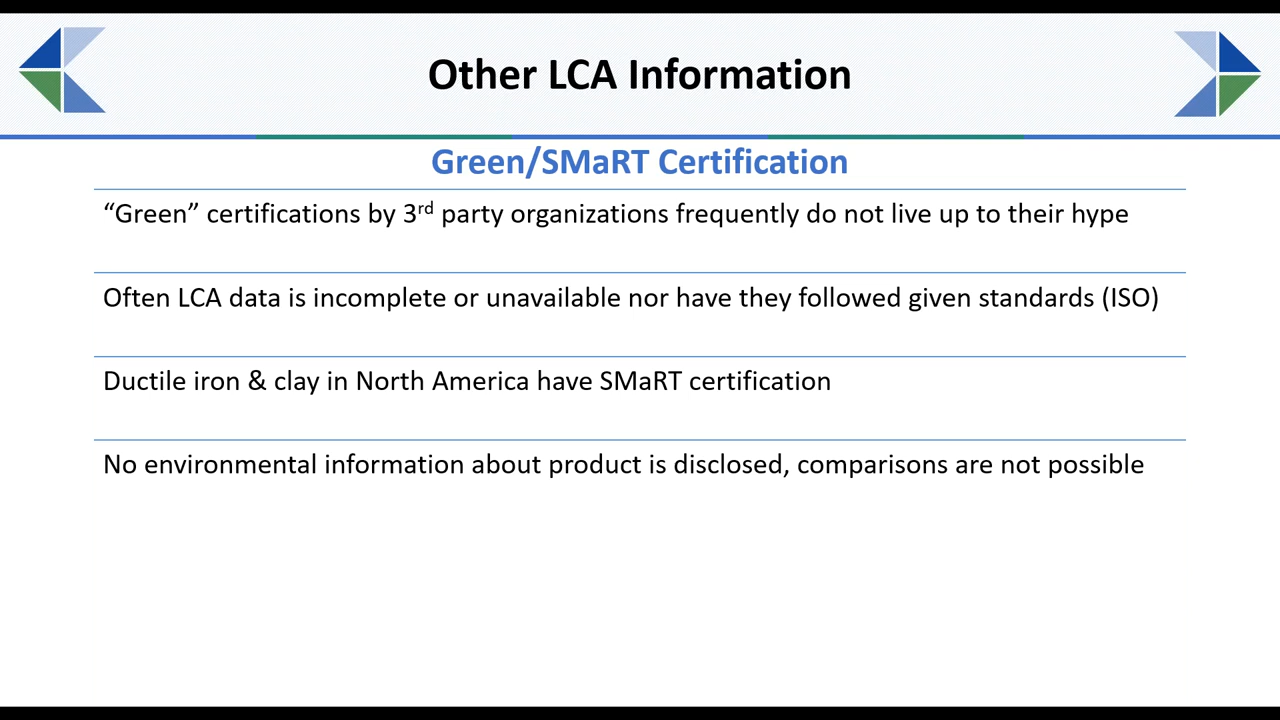 Other LCA Information
Green/SMaRT Certification
“Green” certifications by 3rd party organizations frequently do not live up to their hype
Often LCA data is incomplete or unavailable nor have they followed given standards (ISO)
Ductile iron & clay in North America have SMaRT certification
No environmental information about product is disclosed, comparisons are not possible